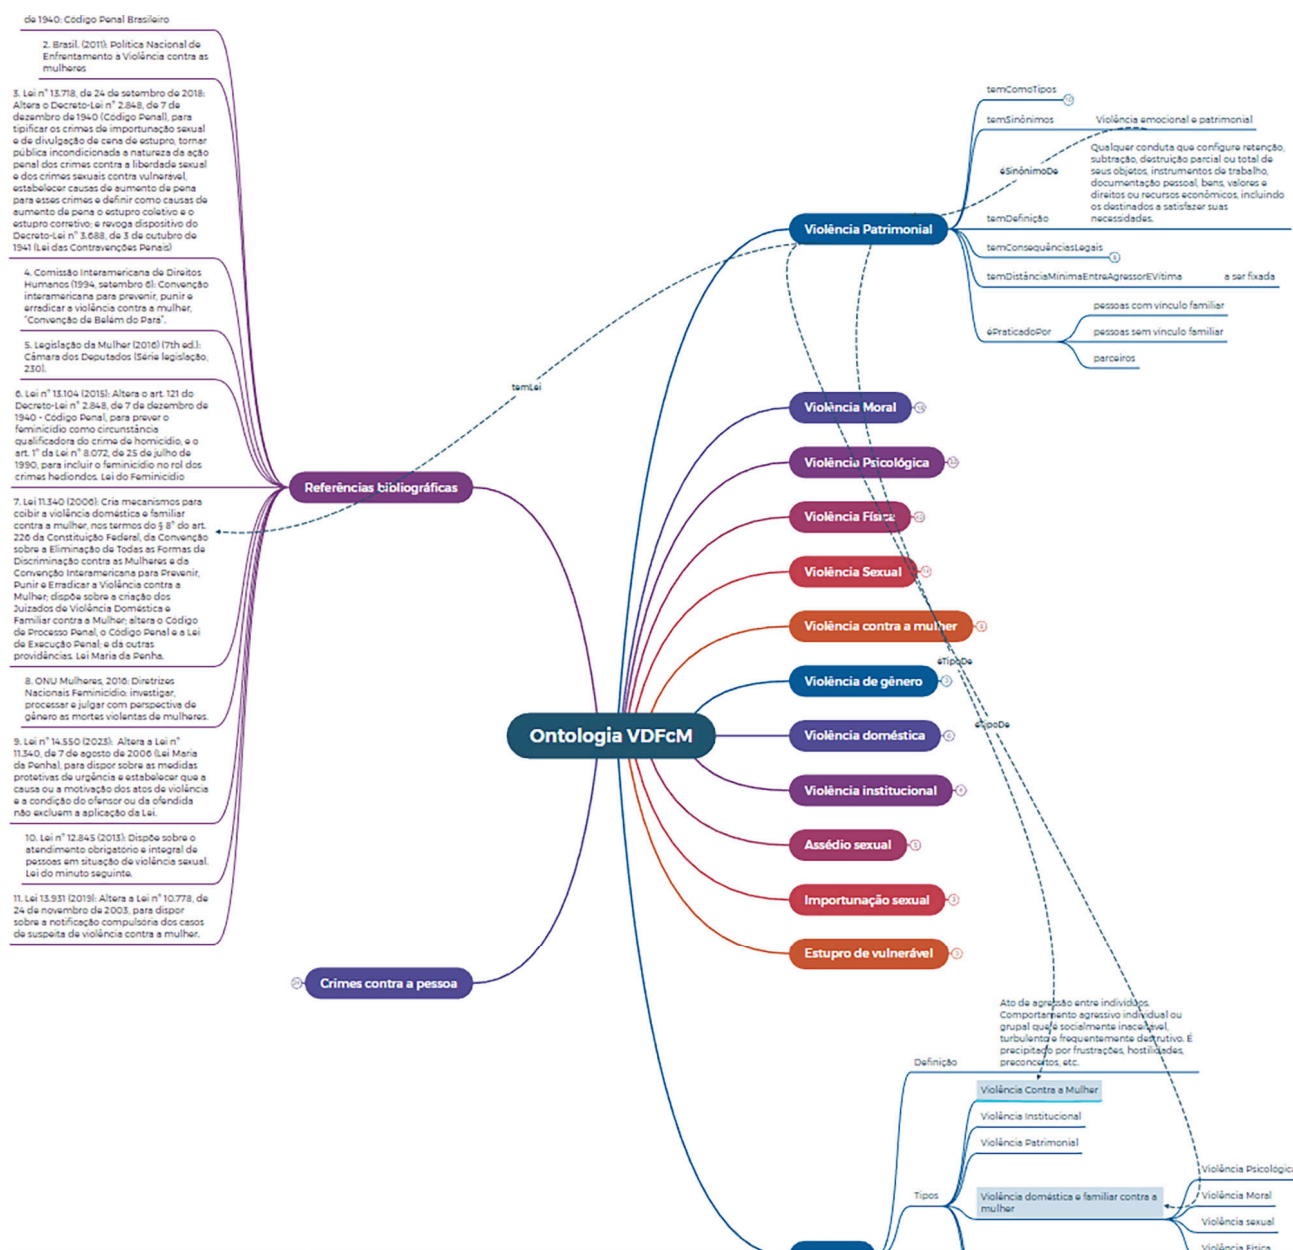 de 1940: Código Penal Brasileiro
2. Brasil. (2011): Política Nacional de
Enfrentamento a Violência contra as
mulheres
3. Lei n° 13.718, de 24 de setembro de 2018:
Altera o Decreto-Lei n° 2.848, de 7 de
dezembro de 1940 (Código Penal), para
tipificar os crimes de importunação sexual
e de divulgação de cena de estupro, tornar
pública incondicionada a natureza da ação
penal dos crimes contra a liberdade sexual
e dos crimes sexuais contra vulnerável,
estabelecer causas de aumento de pena
para esses crimes e definir como causas de
aumento de pena o estupro coletivo e o
estupro corretivo; e revoga dispositivo do
Decreto-Lei n° 3.688, de 3 de outubro de
1941 (Lei das Contravenções Penais)
4. Comissão Interamericana de Direitos
Humanos (1994, setembro 6): Convenção
interamericana para prevenir, punir e
erradicar a violência contra a mulher,
"Convenção de Belém do Pará".
5. Legislação da Mulher (2016) (7th ed.):
Câmara dos Deputados (Série legislação,
230).
6. Lei n° 13.104 (2015): Altera o art. 121 do
Decreto-Lei n° 2.848, de 7 de dezembro de
1940 - Código Penal, para prever o
feminicídio como circunstância
qualificadora do crime de homicídio, e o
art. 1° da Lei n° 8.072, de 25 de julho de
1990, para incluir o feminicídio no rol dos
crimes hediondos. Lei do Feminicídio
7. Lei 11.340 (2006): Cria mecanismos para
coibir a violência doméstica e familiar
contra a mulher, nos termos do § 8° do art.
226 da Constituição Federal, da Convenção
sobre a Eliminação de Todas as Formas de
Discriminação contra as Mulheres e da
Convenção Interamericana para Prevenir,
Punir e Erradicar a Violência contra a
Mulher; dispõe sobre a criação dos
Juizados de Violência Doméstica e
Familiar contra a Mulher; altera o Código
de Processo Penal, o Código Penal e a Lei
de Execução Penal; e dá outras
providências. Lei Maria da Penha.
8. ONU Mulheres, 2016: Diretrizes
Nacionais Feminicídio: investigar,
processar e julgar com perspectiva de
gênero as mortes violentas de mulheres.
9. Lei n° 14.550 (2023): Altera a Lei n°
11.340, de 7 de agosto de 2006 (Lei Maria
da Penha), para dispor sobre as medidas
protetivas de urgência e estabelecer que a
causa ou a motivação dos atos de violência
e a condição do ofensor ou da ofendida
não excluem a aplicação da Lei.
10. Lei n° 12.845 (2013): Dispõe sobre o
atendimento obrigatório e integral de
pessoas em situação de violência sexual.
Lei do minuto seguinte.
11. Lei 13.931 (2019): Altera a Lei n° 10.778, de
24 de novembro de 2003, para dispor
sobre a notificação compulsória dos casos
de suspeita de violência contra a mulher.
Referências bibliográficas
Crimes contra a pessoa
Ontologia VDFcM
temLei
Violência Patrimonial
temComoTipos
temSinônimos
Violência emocional e patrimonial
éSinônimoDe
temDefinição
Qualquer conduta que configure retenção,
subtração, destruição parcial ou total de
seus objetos, instrumentos de trabalho,
documentação pessoal, bens, valores e
direitos ou recursos econômicos, incluindo
os destinados a satisfazer suas
necessidades.
temConsequênciasLegais
temDistânciaMínimaEntreAgressorEVítima
a ser fixada
éPraticadoPor
pessoas com vínculo familiar
pessoas sem vínculo familiar
parceiros
Violência Moral
Violência Psicológica
Violência Física
Violência Sexual
Violência contra a mulher
éTipoDe
Violência de gênero
éTipoDe
Violência doméstica
Violência institucional
Assédio sexual
Importunação sexual
Estupro de vulnerável
Definição
Ato de agressão entre indivíduos.
Comportamento agressivo individual ou
grupal que é socialmente inaceitável,
turbulento e frequentemente destrutivo. É
precipitado por frustrações, hostilidades,
preconceitos, etc.
Tipos
Violência Contra a Mulher
Violência Institucional
Violência Patrimonial
Violência doméstica e familiar contra a
mulher
Violência Psicológica
Violência Moral
Violência sexual
Violência Física